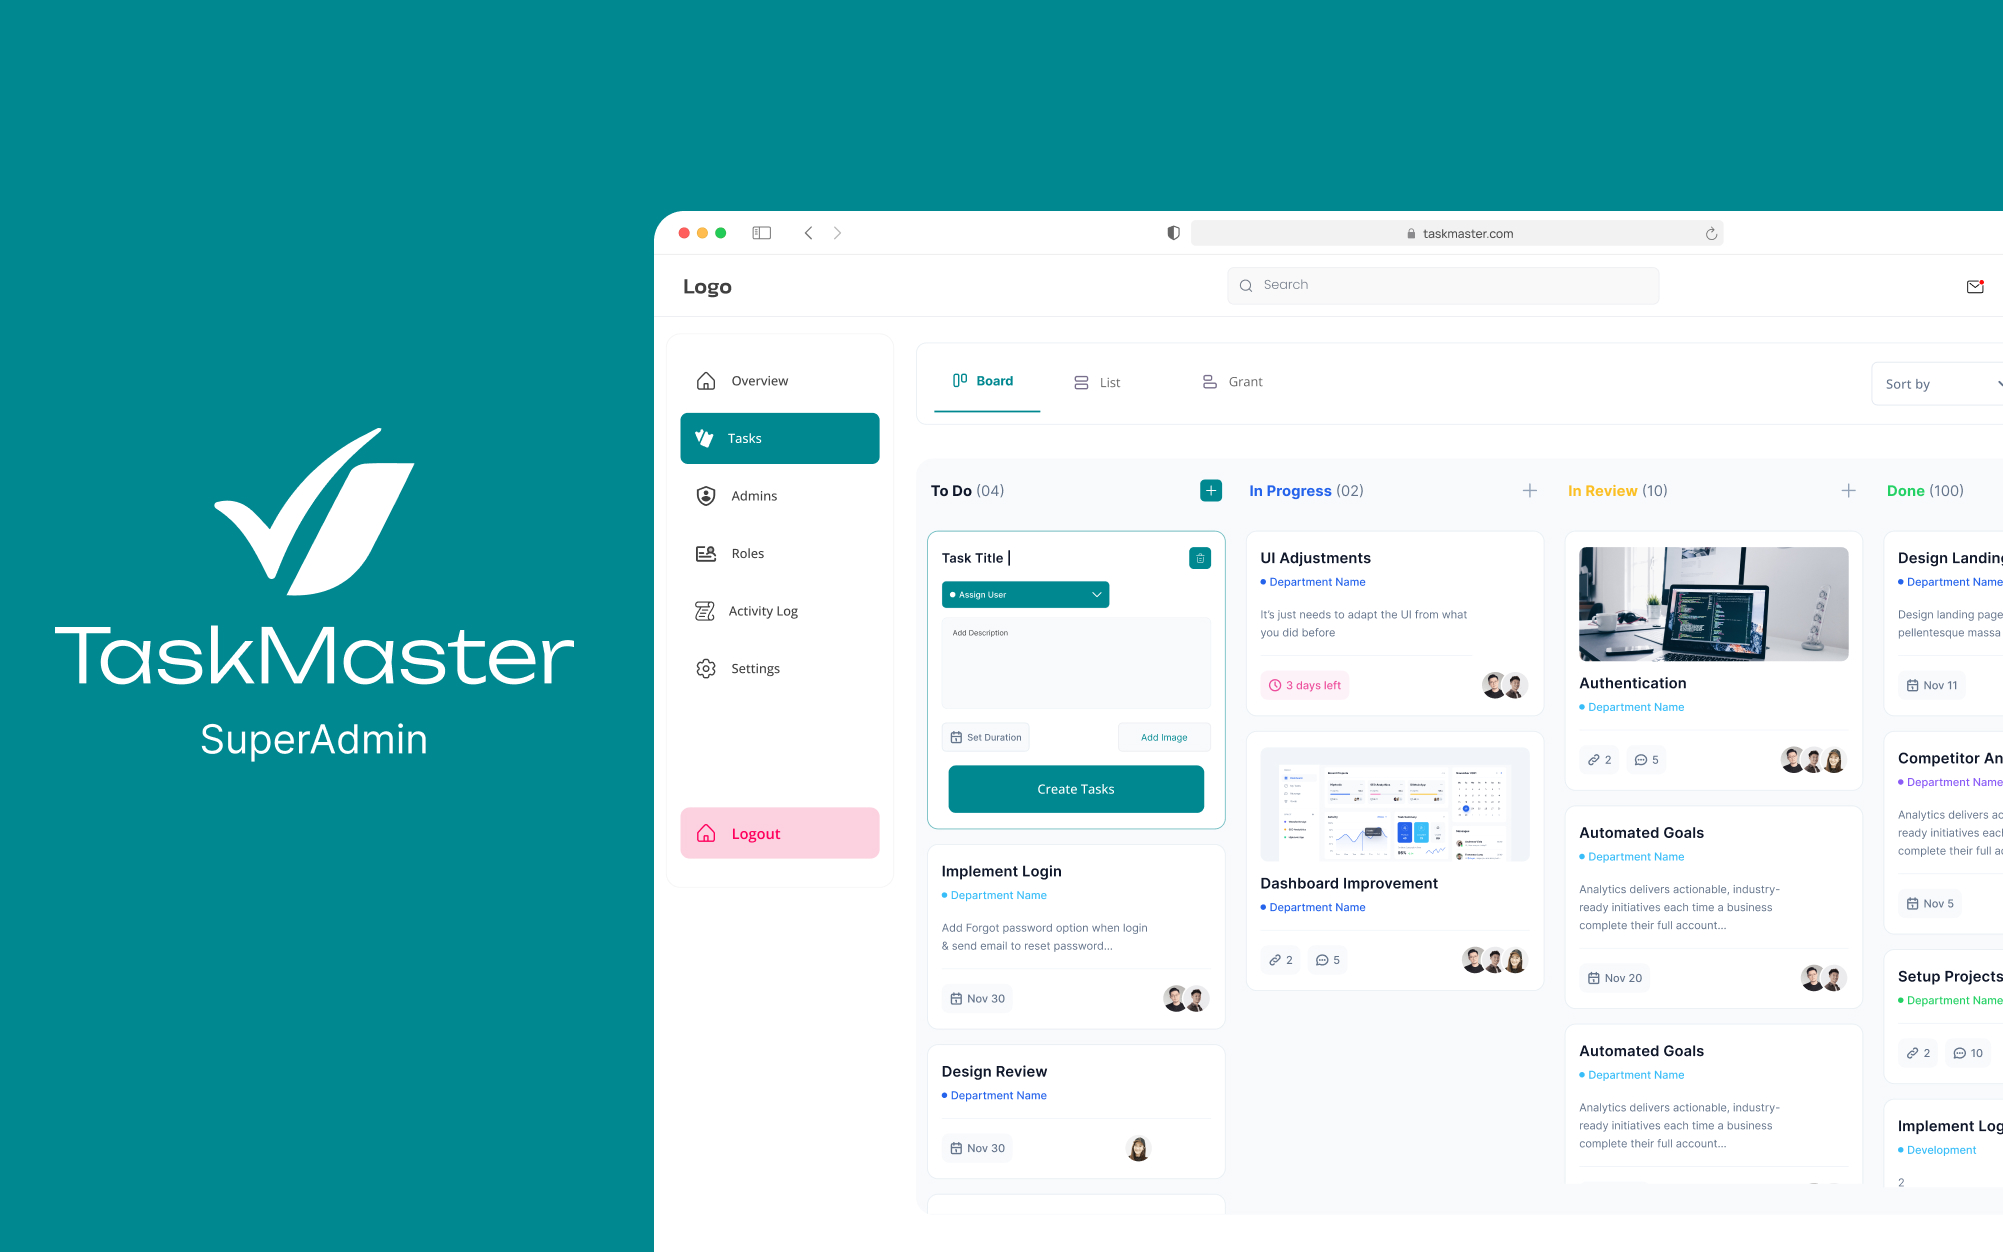 TaskMaster
SuperAdmin
taskmaster.com
Logo
Search
Overview
Tasks
Admins
Roles
Activity Log
Settings
Logout
Board
List
Grant
Sort by
To Do (04)
Task Title |
Assign User
Add Description
Set Duration
Add Image
Create Tasks
Implement Login
Department Name
Add Forgot password option when login
& send email to reset password...
Nov 30
Design Review
Department Name
Nov 30
In Progress (02)
UI Adjustments
Department Name
It's just needs to adapt the UI from what
you did before
3 days left
Dashboard Improvement
Department Name
2
5
In Review (10)
Authentication
Department Name
2
5
Automated Goals
Department Name
Analytics delivers actionable, industry-
ready initiatives each time a business
complete their full account...
Nov 20
Automated Goals
Department Name
Analytics delivers actionable, industry-
ready initiatives each time a business
complete their full account...
Done (100)
Design Landing
Department Name
Design landing page
pellentesque massa
Nov 11
Competitor An
Department Name
Analytics delivers ac
ready initiatives eac
complete their full a
Nov 5
Setup Projects
Department Name
2
10
Implement Log
Development
2